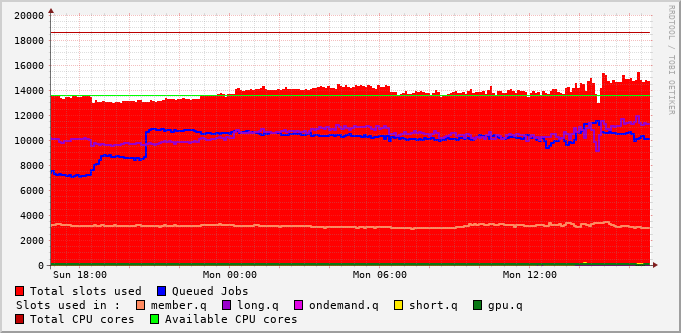 20000
18000
16000
14000
12000
10000
8000
6000
4000
2000
0
Sun 18:00 Mon 00:00 Mon 06:00 Mon 12:00
RRDTOOL / TOBI OETIKER
Total slots used Queued Jobs
Slots used in : member.q long.q ondemand.q short.q gpu.q
Total CPU cores Available CPU cores